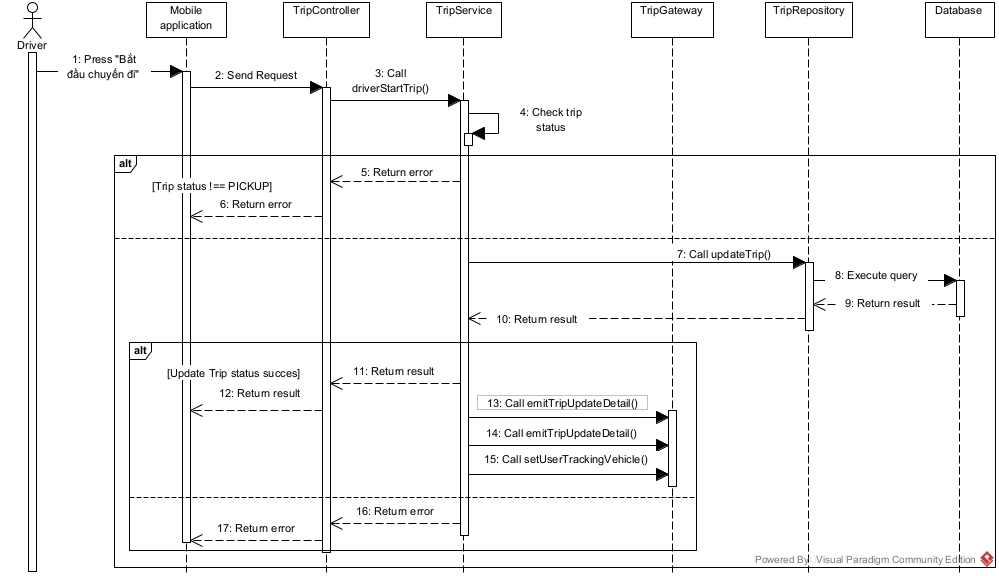 Mobile
application
TripController
TripService
TripGateway
TripRepository
Database
Driver
1: Press "Bắt
đầu chuyến đi"
2: Send Request
3: Call
driverStartTrip()
4: Check trip
status
alt
5: Return error
[Trip status !== PICKUP]
6: Return error
7: Call updateTrip()
8: Execute query
9: Return result
10: Return result
alt
[Update Trip status succes]
11: Return result
12: Return result
13: Call emitTripUpdateDetail()
14: Call emitTripUpdateDetail()
15: Call setUserTrackingVehicle()
16: Return error
17: Return error
Powered By: Visual Paradigm Community Edition